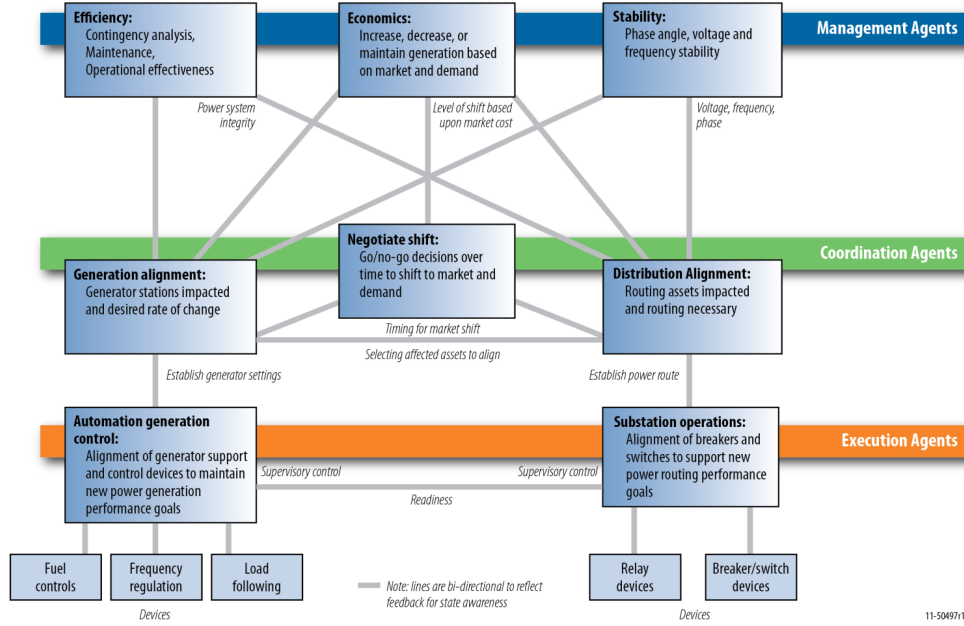 Efficiency:
Contingency analysis,
Maintenance,
Operational effectiveness
Economics:
Increase, decrease, or
maintain generation based
on market and demand
Stability:
Phase angle, voltage and
frequency stability
Management Agents
Power system
integrity
Level of shift based
upon market cost
Voltage, frequency,
phase
Coordination Agents
Generation alignment:
Generator stations impacted
and desired rate of change
Negotiate shift:
Go/no-go decisions over
time to shift to market and
demand
Distribution Alignment:
Routing assets impacted
and routing necessary
Timing for market shift
Selecting affected assets to align
Establish generator settings
Establish power route
Execution Agents
Automation generation
control:
Alignment of generator support
and control devices to maintain
new power generation
performance goals
Supervisory control
Supervisory control
Readiness
Substation operations:
Alignment of breakers and
switches to support new
power routing performance
goals
Fuel
controls
Frequency
regulation
Load
following
Devices
Note: lines are bi-directional to reflect
feedback for state awareness
Relay
devices
Breaker/switch
devices
Devices
11-50497r1